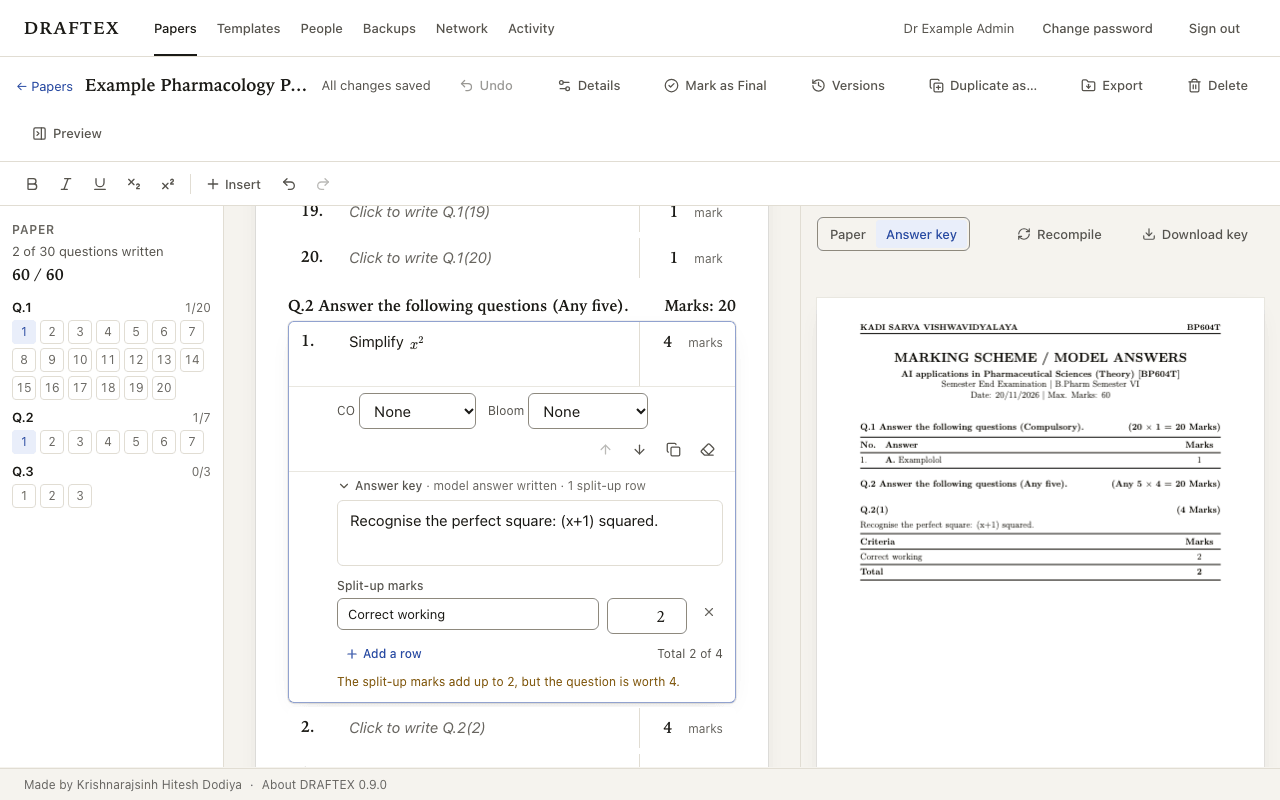 DRAFTEX Papers Templates People Backups Network Activity Dr Example Admin Change password Sign out
← Papers Example Pharmacology P... All changes saved Undo Details Mark as Final Versions Duplicate as... Export Delete
Preview
B I U x₂ x² + Insert
PAPER
2 of 30 questions written
60 / 60
Q.1 1/20
1 2 3 4 5 6 7
8 9 10 11 12 13 14
15 16 17 18 19 20
Q.2 1/7
1 2 3 4 5 6 7
Q.3 0/3
1 2 3
19. Click to write Q.1(19) 1 mark
20. Click to write Q.1(20) 1 mark
Q.2 Answer the following questions (Any five). Marks: 20
1. Simplify x² 4 marks
CO None Bloom None
Answer key · model answer written · 1 split-up row
Recognise the perfect square: (x+1) squared.
Split-up marks
Correct working 2 ×
+ Add a row Total 2 of 4
The split-up marks add up to 2, but the question is worth 4.
2. Click to write Q.2(2) 4 marks
Paper Answer key Recompile Download key
KADI SARVA VISHWAVIDYALAYA BP604T
MARKING SCHEME / MODEL ANSWERS
AI applications in Pharmaceutical Sciences (Theory) [BP604T]
Semester End Examination | B.Pharm Semester VI
Date: 20/11/2026 | Max. Marks: 60
Q.1 Answer the following questions (Compulsory). (20 × 1 = 20 Marks)
No. Answer Marks
1. A. Examplolol 1
Q.2 Answer the following questions (Any five). (Any 5 × 4 = 20 Marks)
Q.2(1) (4 Marks)
Recognise the perfect square: (x+1) squared.
Criteria Marks
Correct working 2
Total 2
Made by Krishnarajsinh Hitesh Dodiya · About DRAFTEX 0.9.0